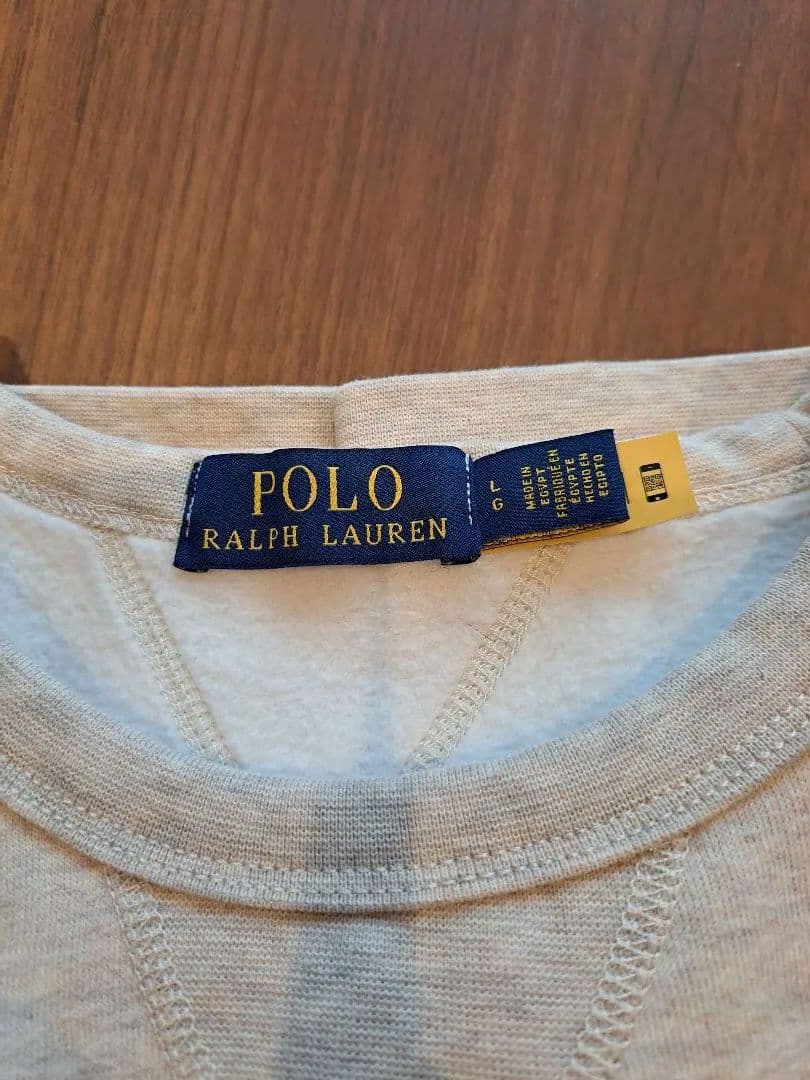 POLO
RALPH LAUREN
L
G
MADE IN
EGYPT
FABRIQUÉ EN
ÉGYPTE
HECHO EN
EGIPTO